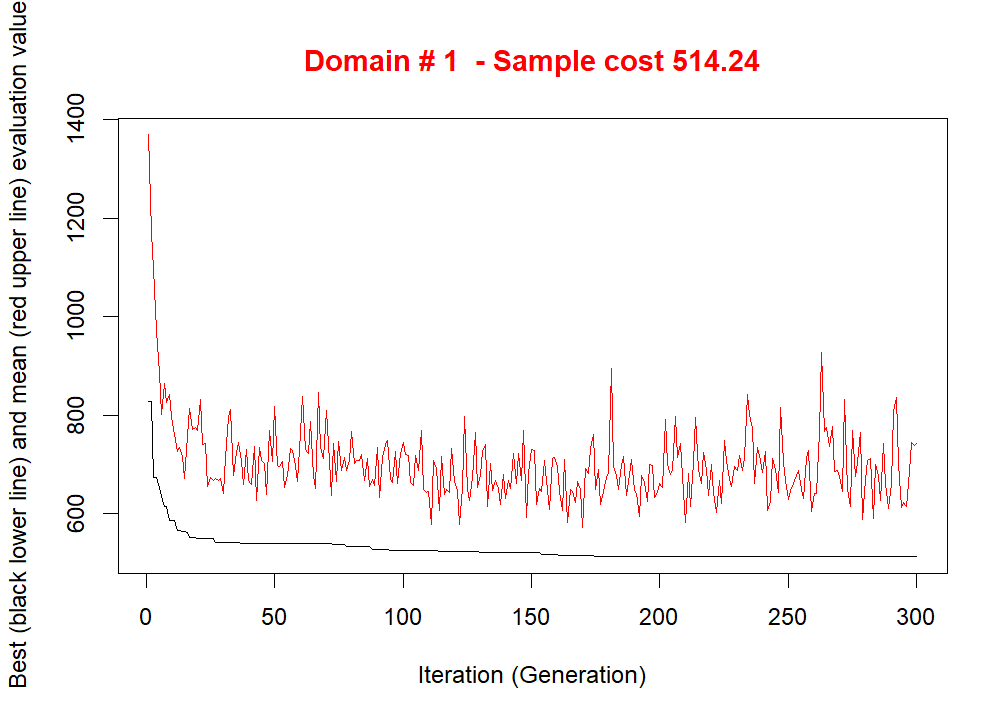 Domain # 1  - Sample cost 514.24
Best (black lower line) and mean (red upper line) evaluation value
1400
1200
1000
800
600
0 50 100 150 200 250 300
Iteration (Generation)